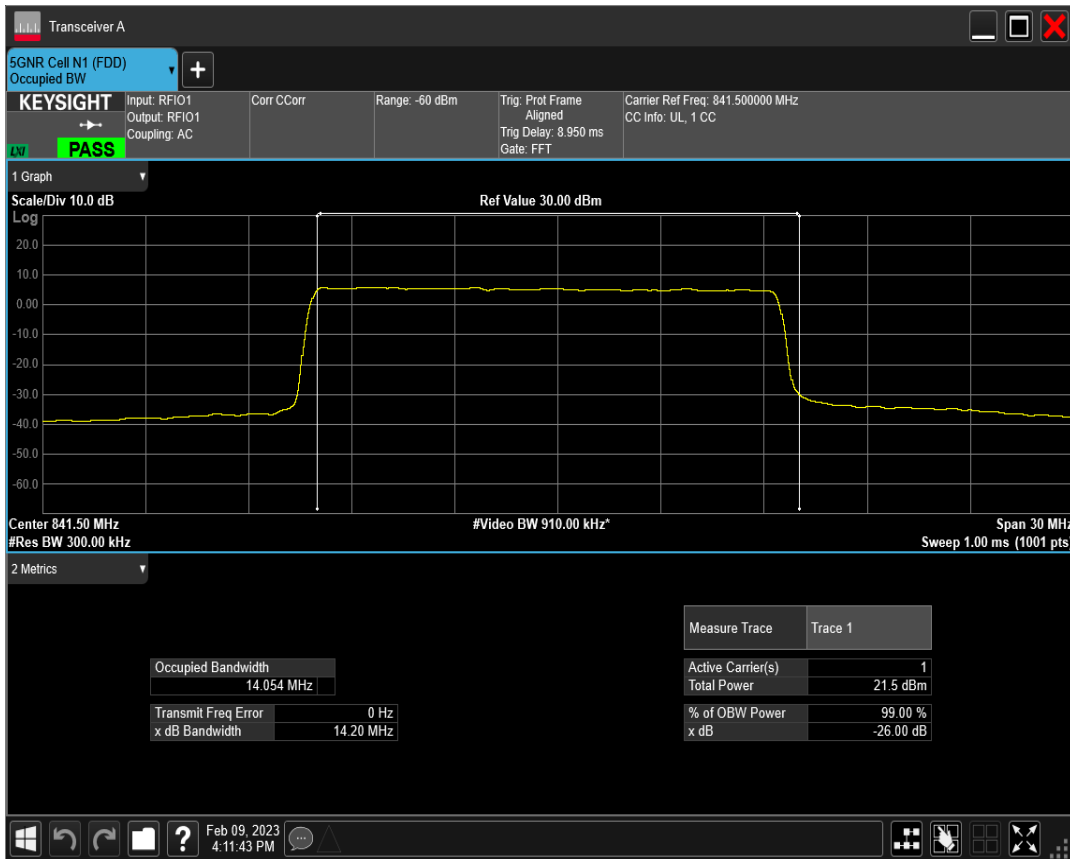 Transceiver A
5GNR Cell N1 (FDD)
Occupied BW
KEYSIGHT
LXI
PASS
Input: RFIO1
Output: RFIO1
Coupling: AC
Corr CCorr
Range: -60 dBm
Trig: Prot Frame
Aligned
Trig Delay: 8.950 ms
Gate: FFT
Carrier Ref Freq: 841.500000 MHz
CC Info: UL, 1 CC
1 Graph
Scale/Div 10.0 dB
Ref Value 30.00 dBm
Log
20.0
10.0
0.00
-10.0
-20.0
-30.0
-40.0
-50.0
-60.0
Center 841.50 MHz
#Video BW 910.00 kHz*
Span 30 MHz
#Res BW 300.00 kHz
Sweep 1.00 ms (1001 pts)
2 Metrics
Measure Trace Trace 1
Occupied Bandwidth
14.054 MHz
Active Carrier(s) 1
Total Power 21.5 dBm
Transmit Freq Error 0 Hz
x dB Bandwidth 14.20 MHz
% of OBW Power 99.00 %
x dB -26.00 dB
Feb 09, 2023
4:11:43 PM